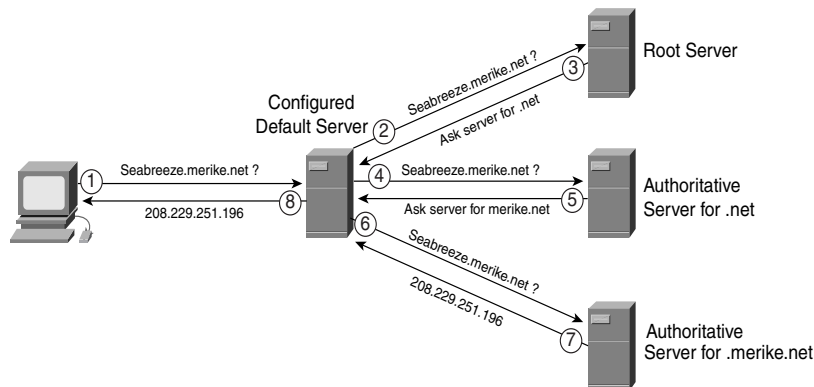 Root Server
Seabreeze.merike.net ?
3
2
Ask server for .net
Configured
Default Server
1
Seabreeze.merike.net ?
4
Seabreeze.merike.net ?
Authoritative
Server for .net
208.229.251.196
8
Ask server for merike.net
5
6
Seabreeze.merike.net ?
208.229.251.196
7
Authoritative
Server for .merike.net